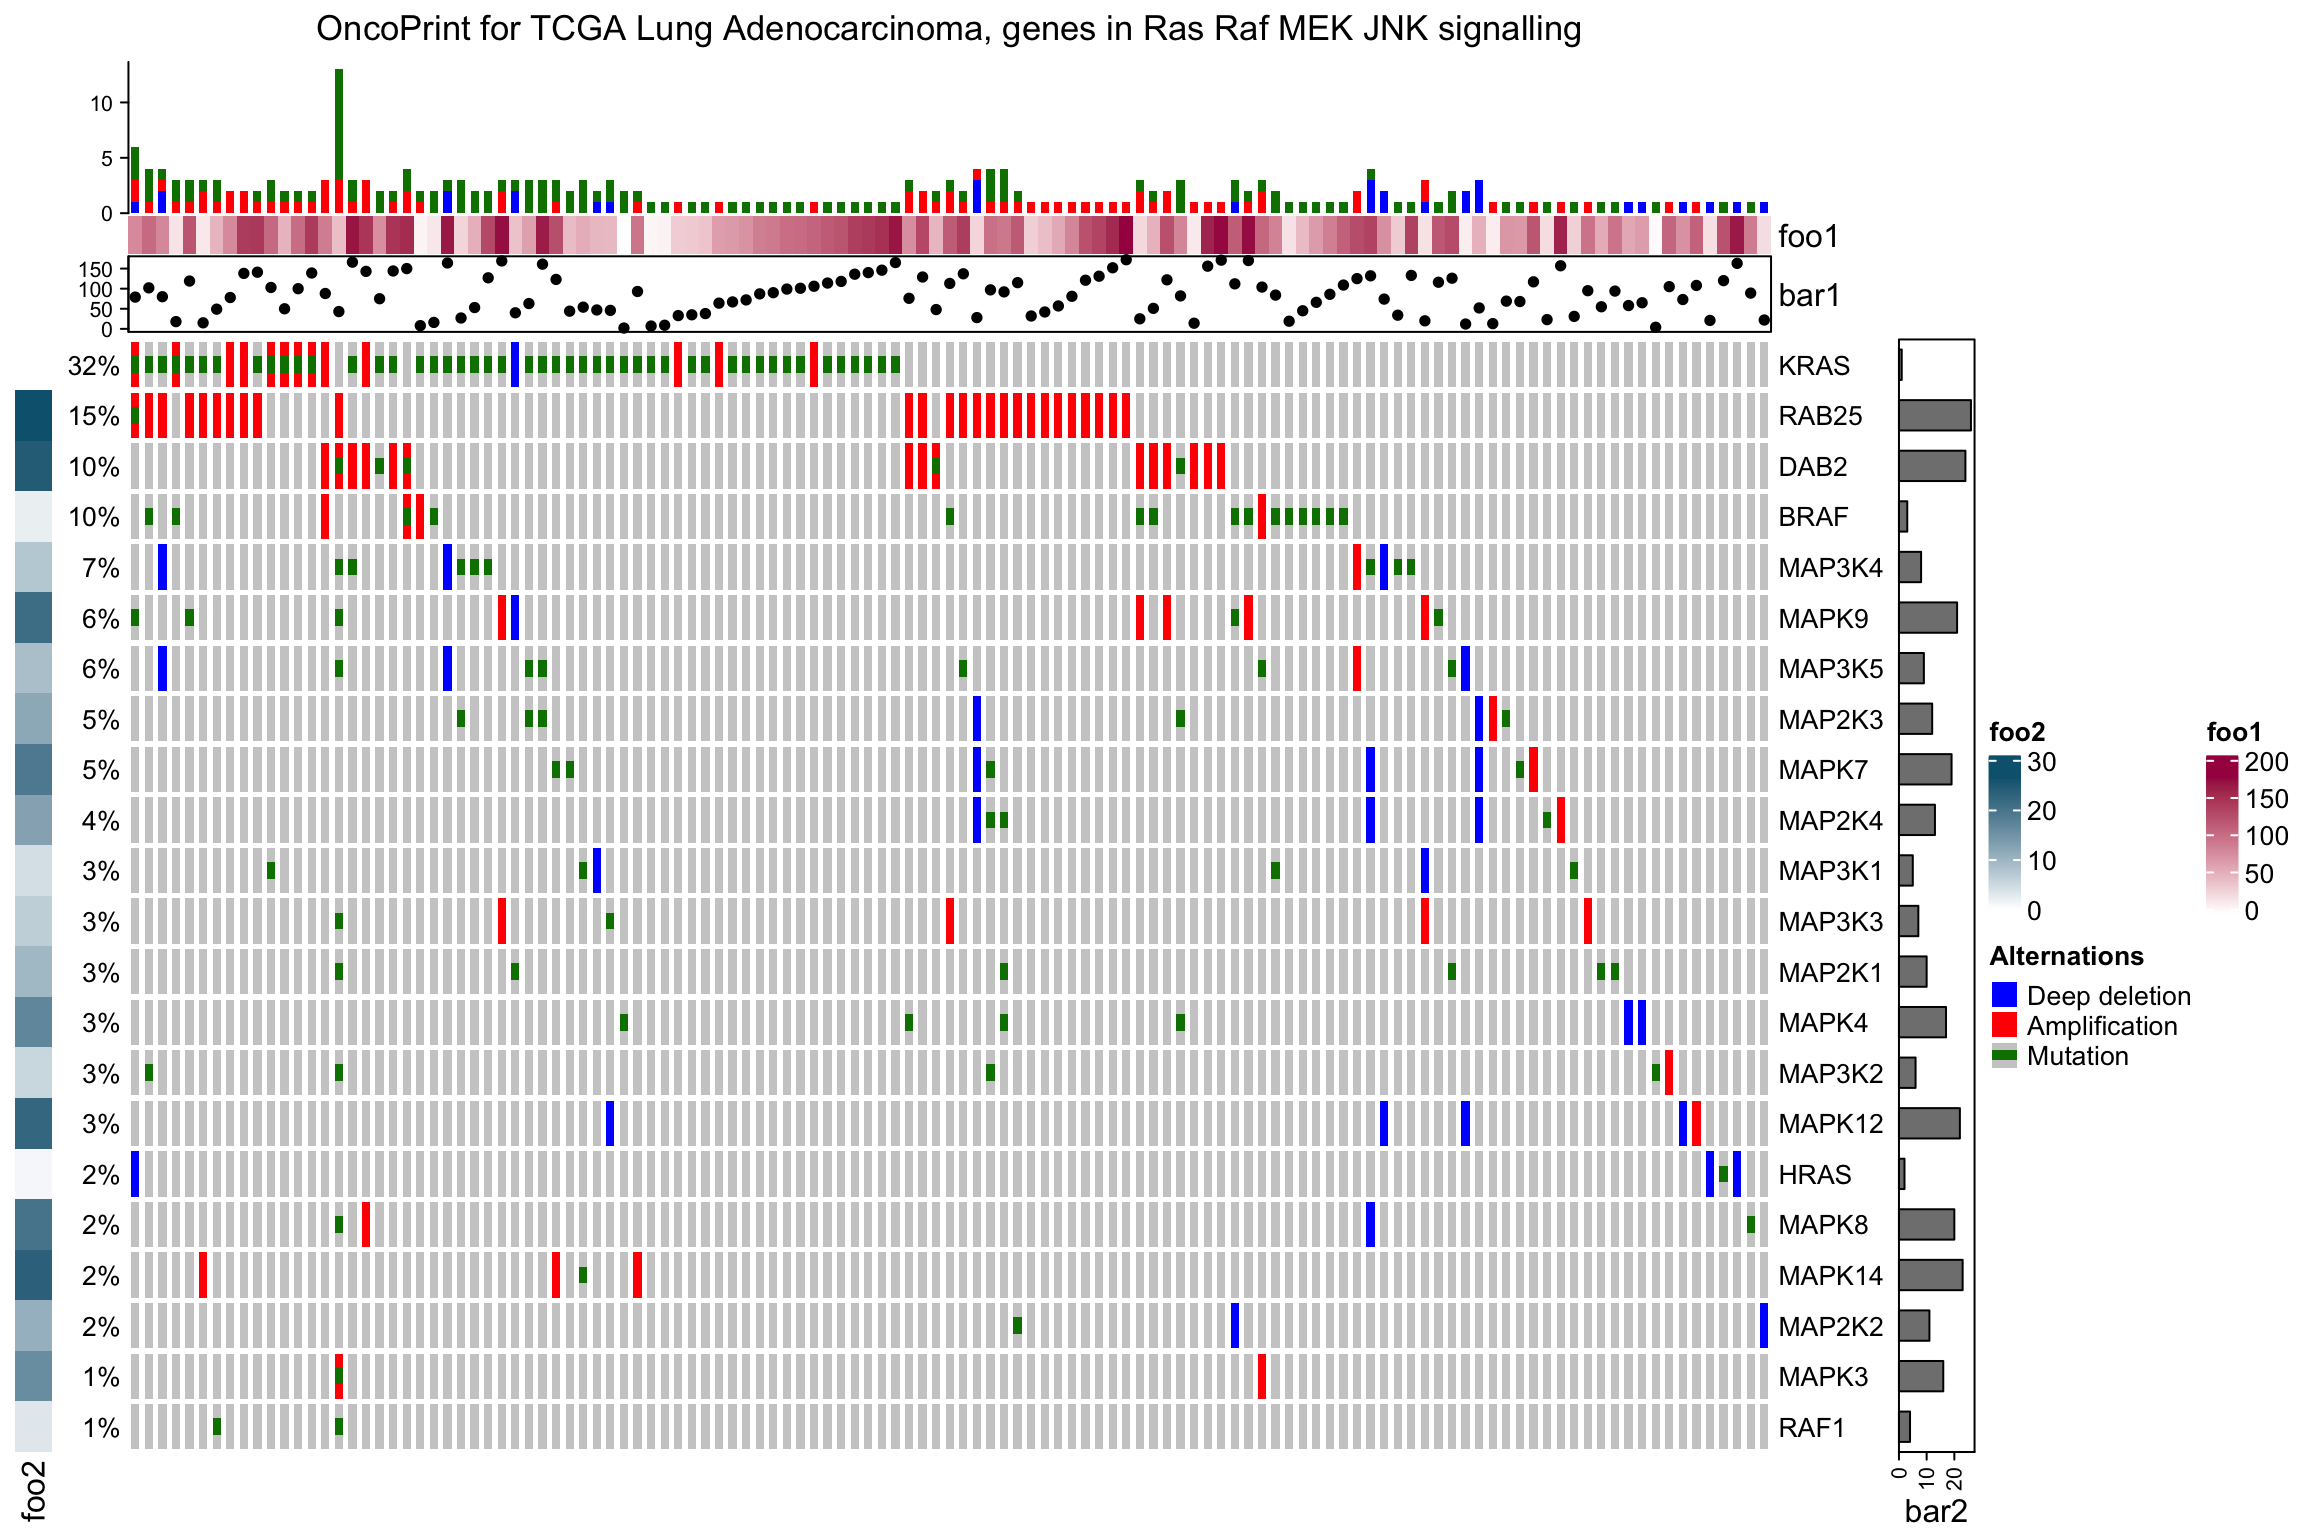 OncoPrint for TCGA Lung Adenocarcinoma, genes in Ras Raf MEK JNK signalling
10
5
0
foo1
150
100
50
0
bar1
32% KRAS
15% RAB25
10% DAB2
10% BRAF
7% MAP3K4
6% MAPK9
6% MAP3K5
5% MAP2K3
5% MAPK7
4% MAP2K4
3% MAP3K1
3% MAP3K3
3% MAP2K1
3% MAPK4
3% MAP3K2
3% MAPK12
2% HRAS
2% MAPK8
2% MAPK14
2% MAP2K2
1% MAPK3
1% RAF1
foo2
0 10 20
bar2
foo2
30
20
10
0
foo1
200
150
100
50
0
Alternations
Deep deletion
Amplification
Mutation